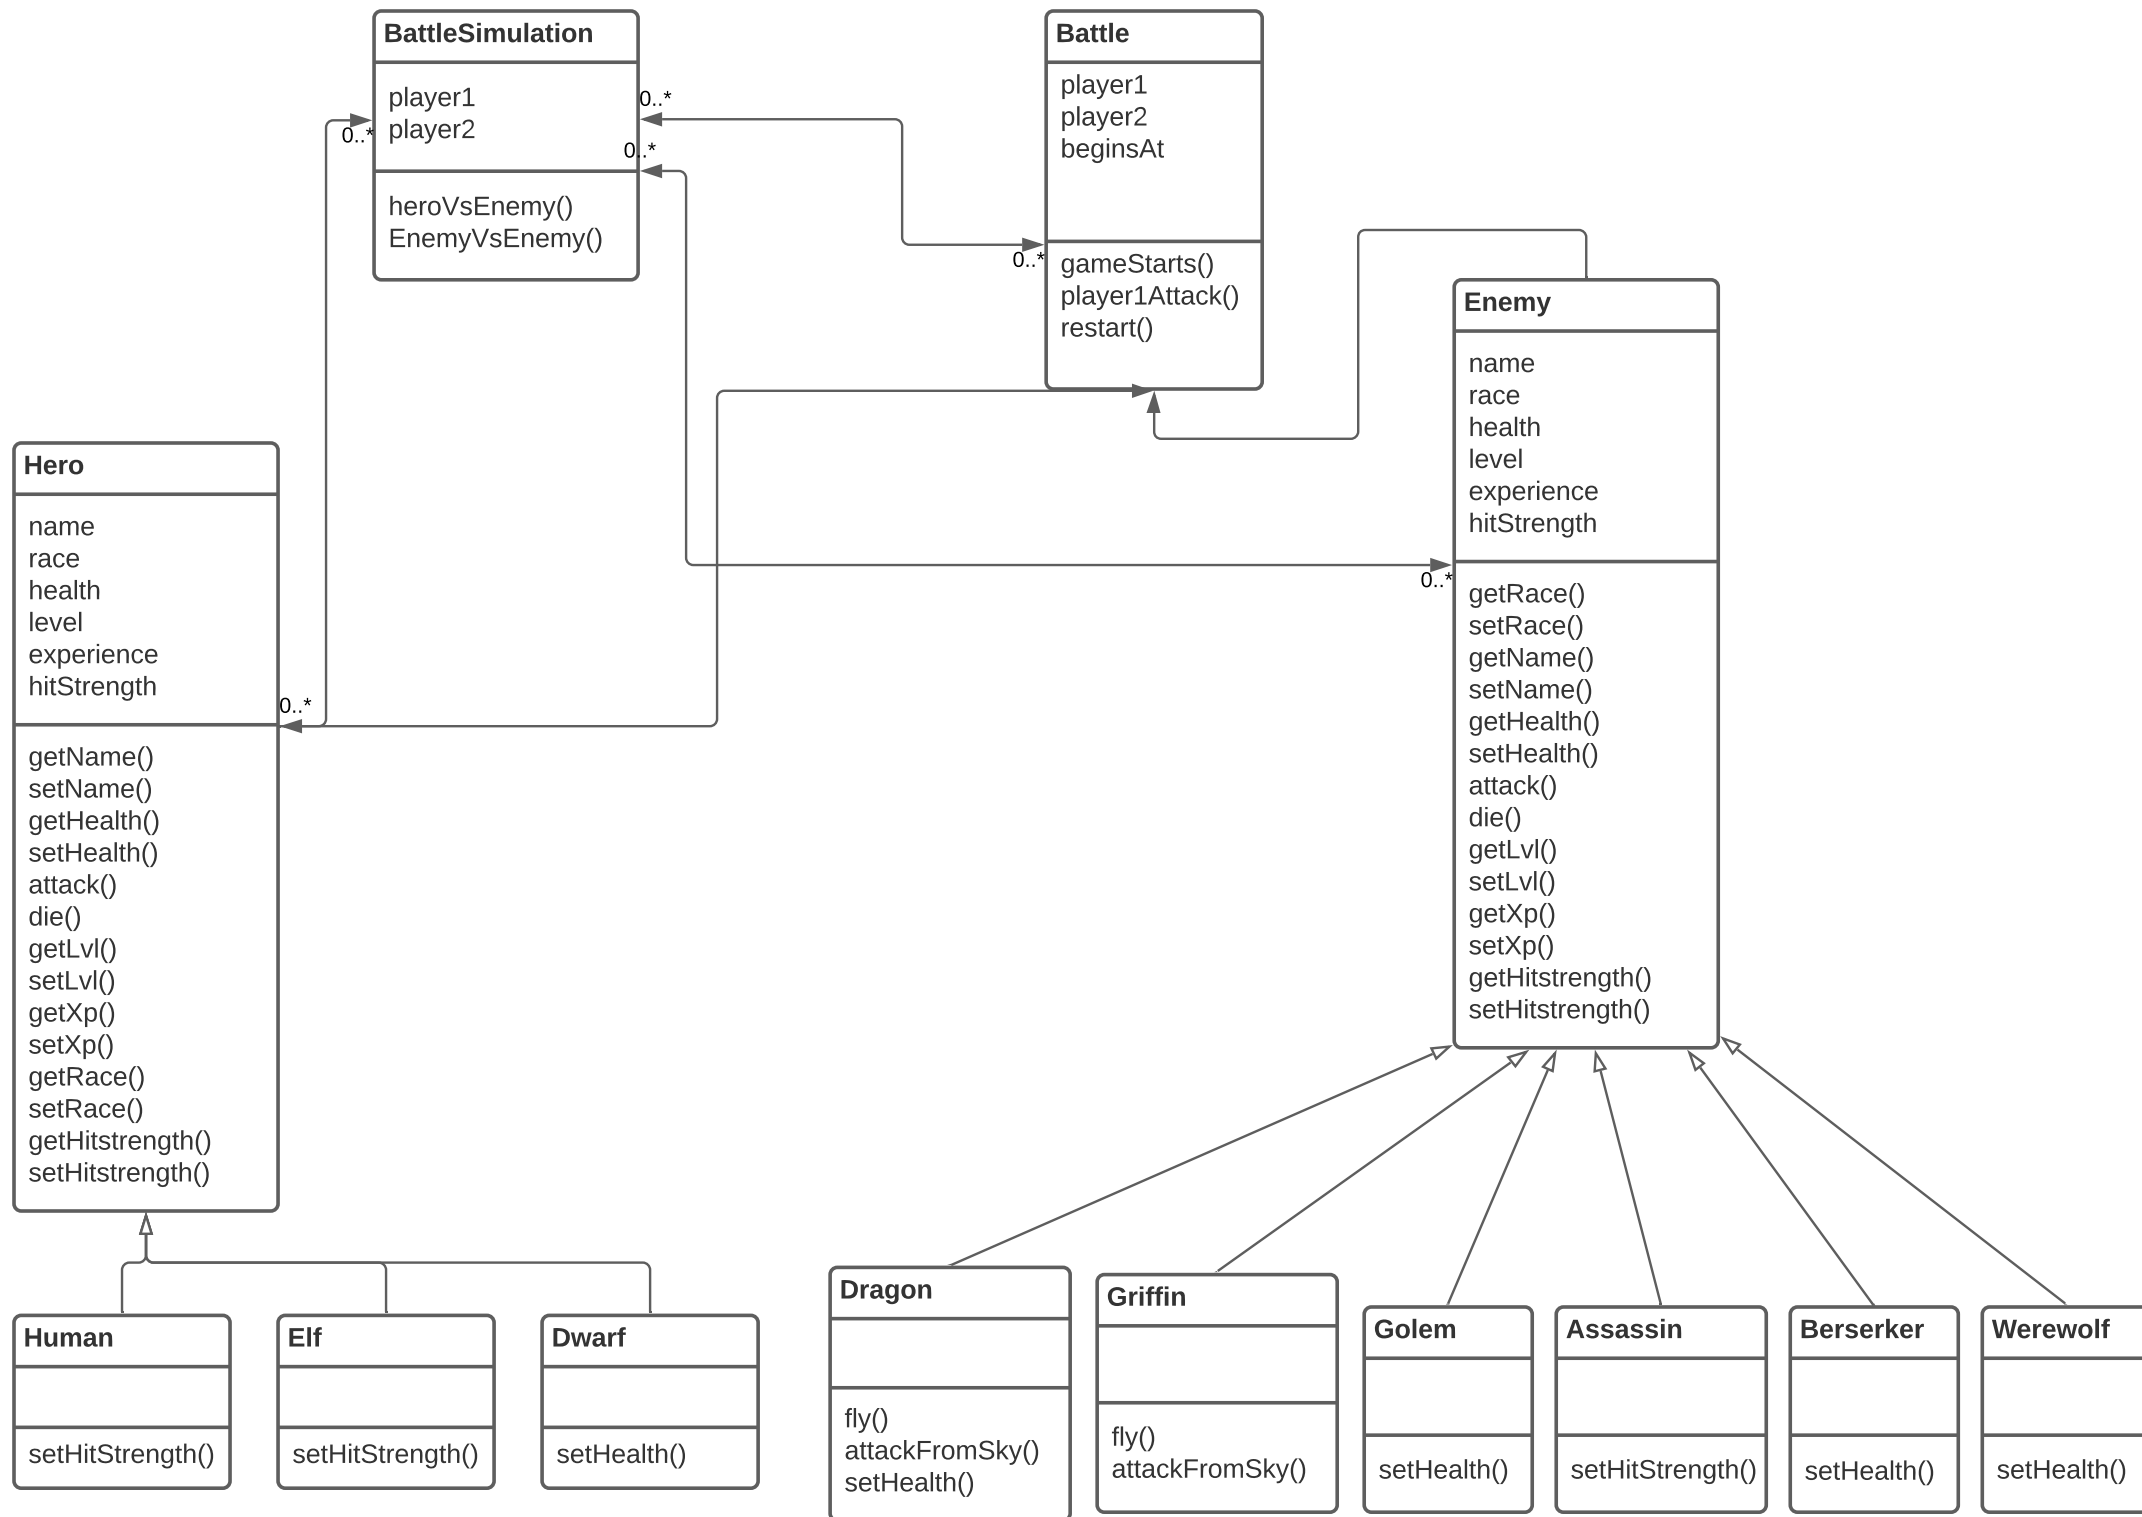 BattleSimulation
player1
player2
heroVsEnemy()
EnemyVsEnemy()
0..*
0..*
0..*
Battle
player1
player2
beginsAt
gameStarts()
player1Attack()
restart()
0..*
Enemy
name
race
health
level
experience
hitStrength
getRace()
setRace()
getName()
setName()
getHealth()
setHealth()
attack()
die()
getLvl()
setLvl()
getXp()
setXp()
getHitstrength()
setHitstrength()
0..*
Hero
name
race
health
level
experience
hitStrength
getName()
setName()
getHealth()
setHealth()
attack()
die()
getLvl()
setLvl()
getXp()
setXp()
getRace()
setRace()
getHitstrength()
setHitstrength()
0..*
Human
setHitStrength()
Elf
setHitStrength()
Dwarf
setHealth()
Dragon
fly()
attackFromSky()
setHealth()
Griffin
fly()
attackFromSky()
Golem
setHealth()
Assassin
setHitStrength()
Berserker
setHealth()
Werewolf
setHealth()